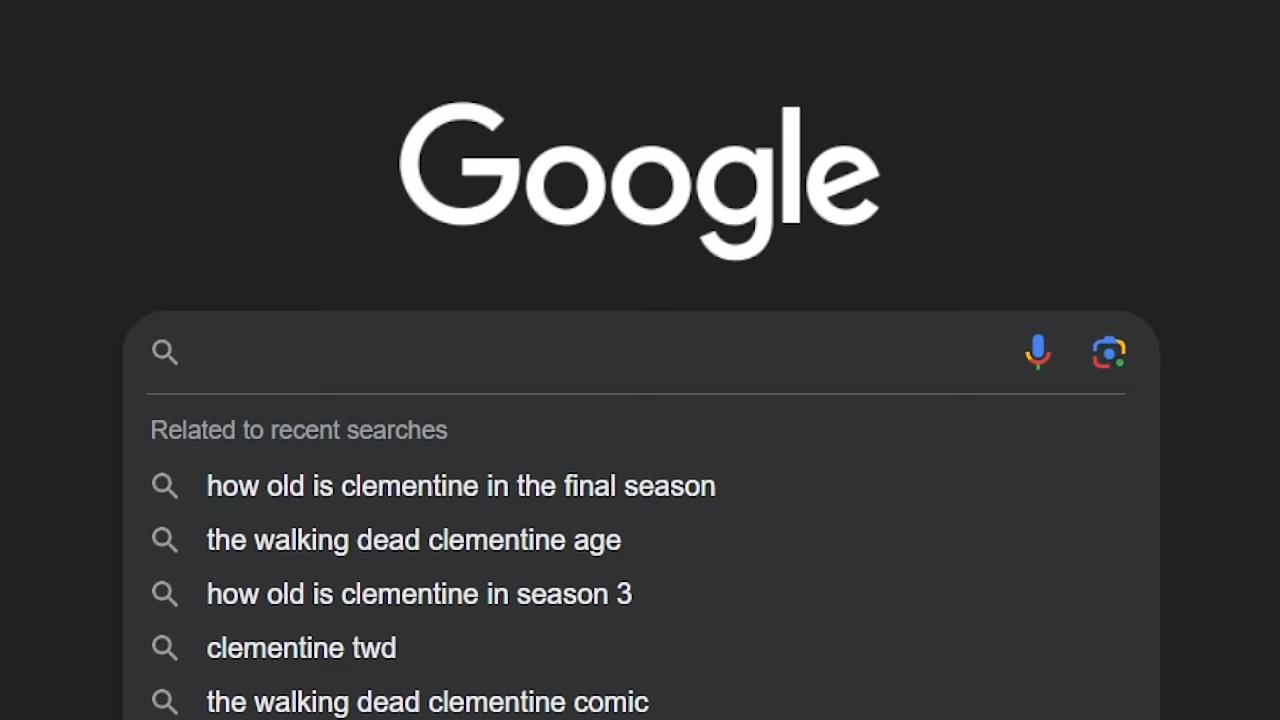 Google
Related to recent searches
how old is clementine in the final season
the walking dead clementine age
how old is clementine in season 3
clementine twd
the walking dead clementine comic